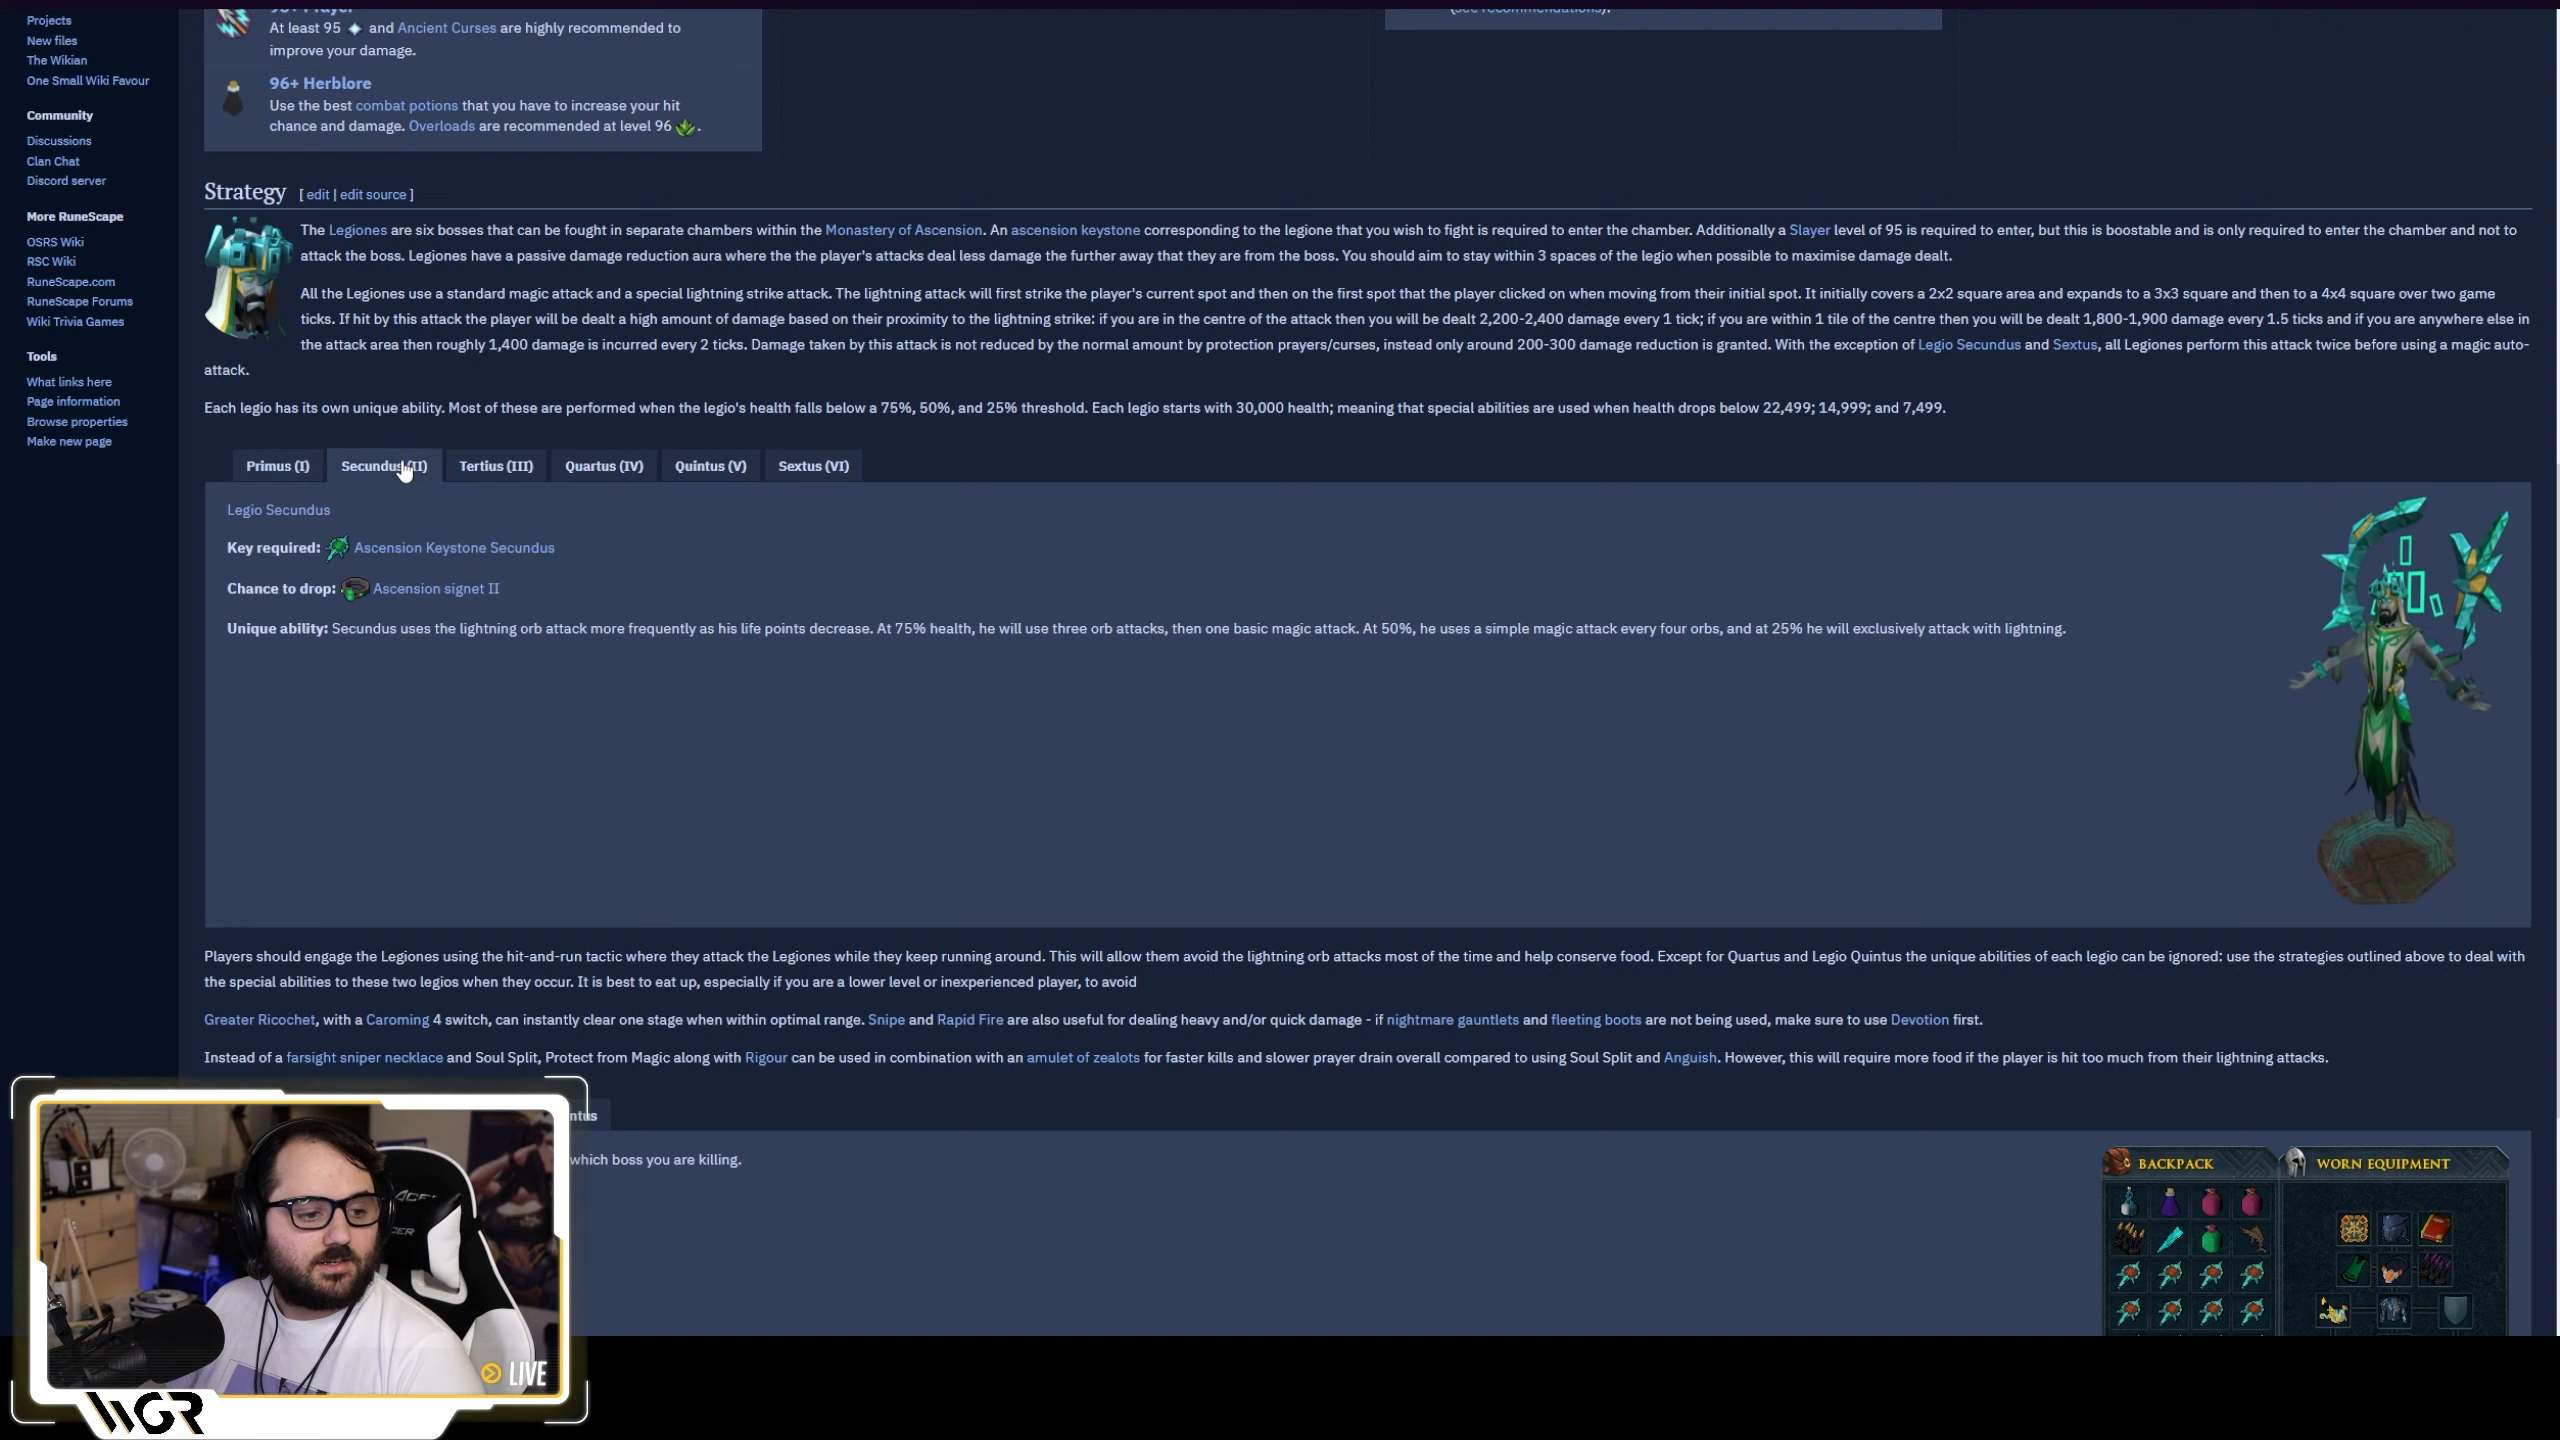 Projects
New files
The Wikian
One Small Wiki Favour
Community
Discussions
Clan Chat
Discord server
More RuneScape
OSRS Wiki
RSC Wiki
RuneScape.com
RuneScape Forums
Wiki Trivia Games
Tools
What links here
Page information
Browse properties
Make new page
At least 95 and Ancient Curses are highly recommended to
improve your damage.
96+ Herblore
Use the best combat potions that you have to increase your hit
chance and damage. Overloads are recommended at level 96 .
(see recommendations).
Strategy [ edit | edit source ]
The Legiones are six bosses that can be fought in separate chambers within the Monastery of Ascension. An ascension keystone corresponding to the legione that you wish to fight is required to enter the chamber. Additionally a Slayer level of 95 is required to enter, but this is boostable and is only required to enter the chamber and not to
attack the boss. Legiones have a passive damage reduction aura where the the player's attacks deal less damage the further away that they are from the boss. You should aim to stay within 3 spaces of the legio when possible to maximise damage dealt.
All the Legiones use a standard magic attack and a special lightning strike attack. The lightning attack will first strike the player's current spot and then on the first spot that the player clicked on when moving from their initial spot. It initially covers a 2x2 square area and expands to a 3x3 square and then to a 4x4 square over two game
ticks. If hit by this attack the player will be dealt a high amount of damage based on their proximity to the lightning strike: if you are in the centre of the attack then you will be dealt 2,200-2,400 damage every 1 tick; if you are within 1 tile of the centre then you will be dealt 1,800-1,900 damage every 1.5 ticks and if you are anywhere else in
the attack area then roughly 1,400 damage is incurred every 2 ticks. Damage taken by this attack is not reduced by the normal amount by protection prayers/curses, instead only around 200-300 damage reduction is granted. With the exception of Legio Secundus and Sextus, all Legiones perform this attack twice before using a magic auto-
attack.
Each legio has its own unique ability. Most of these are performed when the legio's health falls below a 75%, 50%, and 25% threshold. Each legio starts with 30,000 health; meaning that special abilities are used when health drops below 22,499; 14,999; and 7,499.
Primus (I) Secundus (II) Tertius (III) Quartus (IV) Quintus (V) Sextus (VI)
Legio Secundus
Key required: Ascension Keystone Secundus
Chance to drop: Ascension signet II
Unique ability: Secundus uses the lightning orb attack more frequently as his life points decrease. At 75% health, he will use three orb attacks, then one basic magic attack. At 50%, he uses a simple magic attack every four orbs, and at 25% he will exclusively attack with lightning.
Players should engage the Legiones using the hit-and-run tactic where they attack the Legiones while they keep running around. This will allow them avoid the lightning orb attacks most of the time and help conserve food. Except for Quartus and Legio Quintus the unique abilities of each legio can be ignored: use the strategies outlined above to deal with
the special abilities to these two legios when they occur. It is best to eat up, especially if you are a lower level or inexperienced player, to avoid
Greater Ricochet, with a Caroming 4 switch, can instantly clear one stage when within optimal range. Snipe and Rapid Fire are also useful for dealing heavy and/or quick damage - if nightmare gauntlets and fleeting boots are not being used, make sure to use Devotion first.
Instead of a farsight sniper necklace and Soul Split, Protect from Magic along with Rigour can be used in combination with an amulet of zealots for faster kills and slower prayer drain overall compared to using Soul Split and Anguish. However, this will require more food if the player is hit too much from their lightning attacks.
ntus
which boss you are killing.
BACKPACK
WORN EQUIPMENT
LIVE
WGR